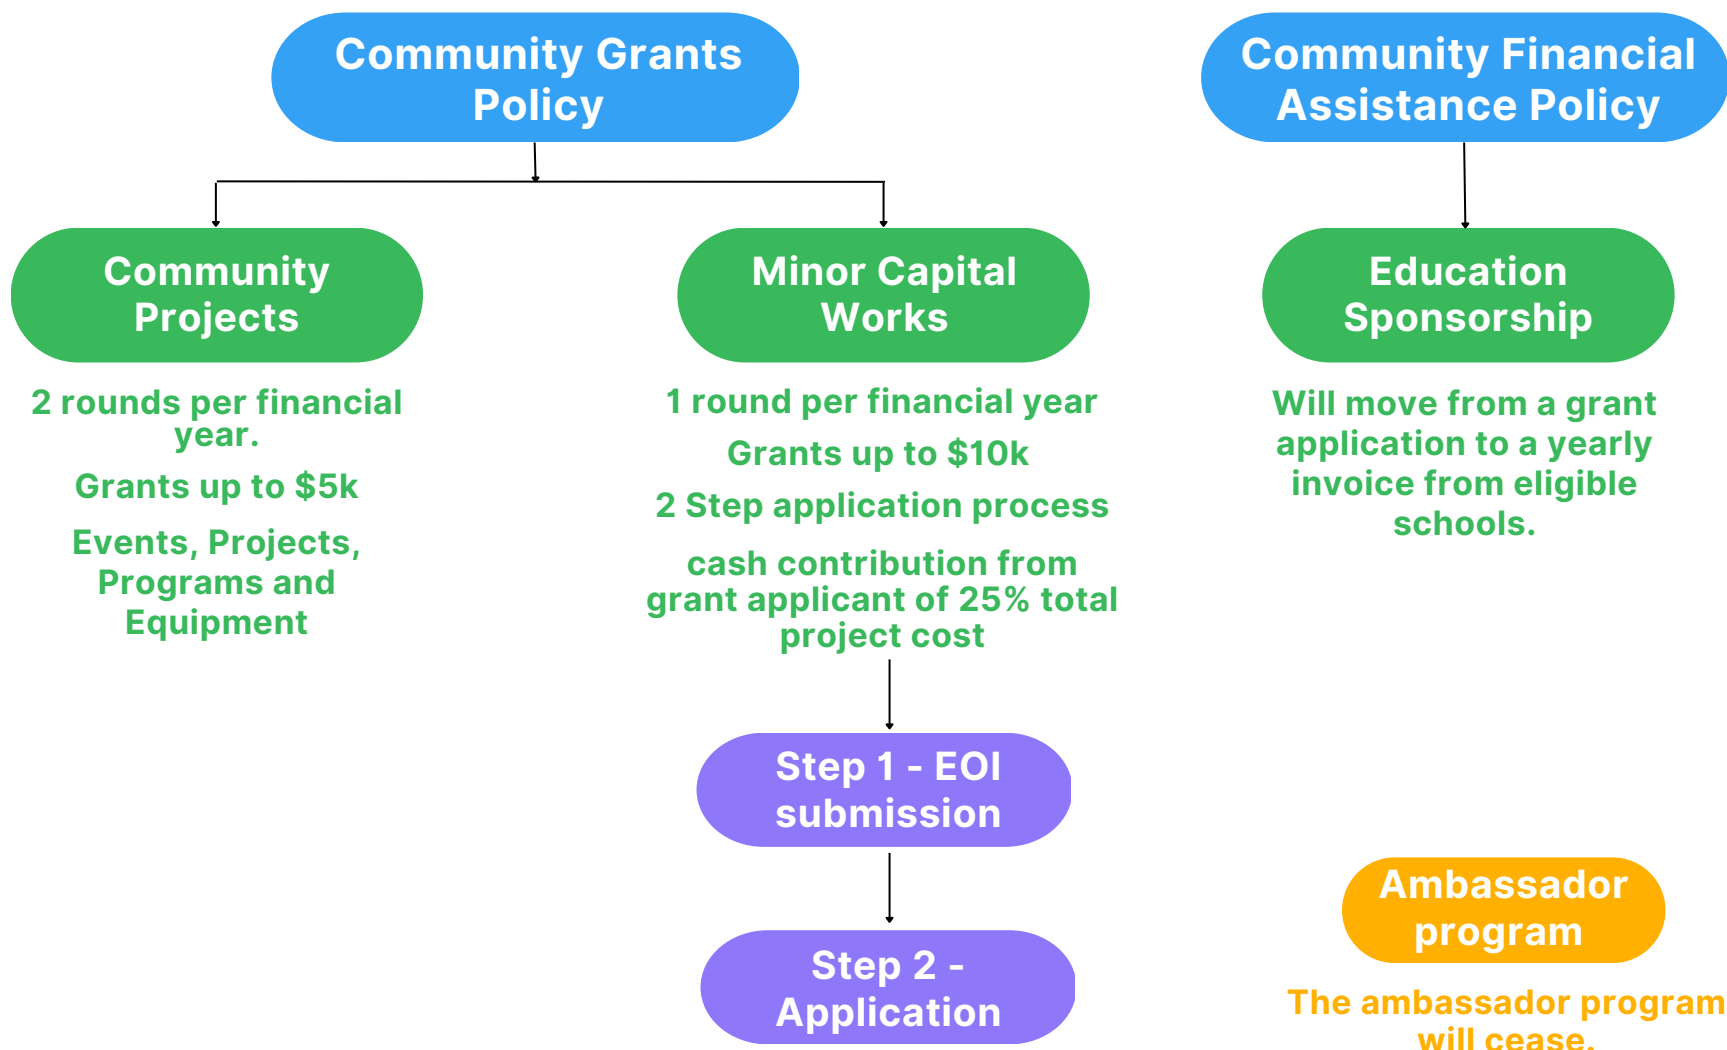 Community Grants
Policy
Community Financial
Assistance Policy
Community
Projects
Minor Capital
Works
Education
Sponsorship
2 rounds per financial
year.
Grants up to $5k
Events, Projects,
Programs and
Equipment
1 round per financial year
Grants up to $10k
2 Step application process
cash contribution from
grant applicant of 25% total
project cost
Will move from a grant
application to a yearly
invoice from eligible
schools.
Step 1 - EOI
submission
Step 2 -
Application
Ambassador
program
The ambassador program
will cease.